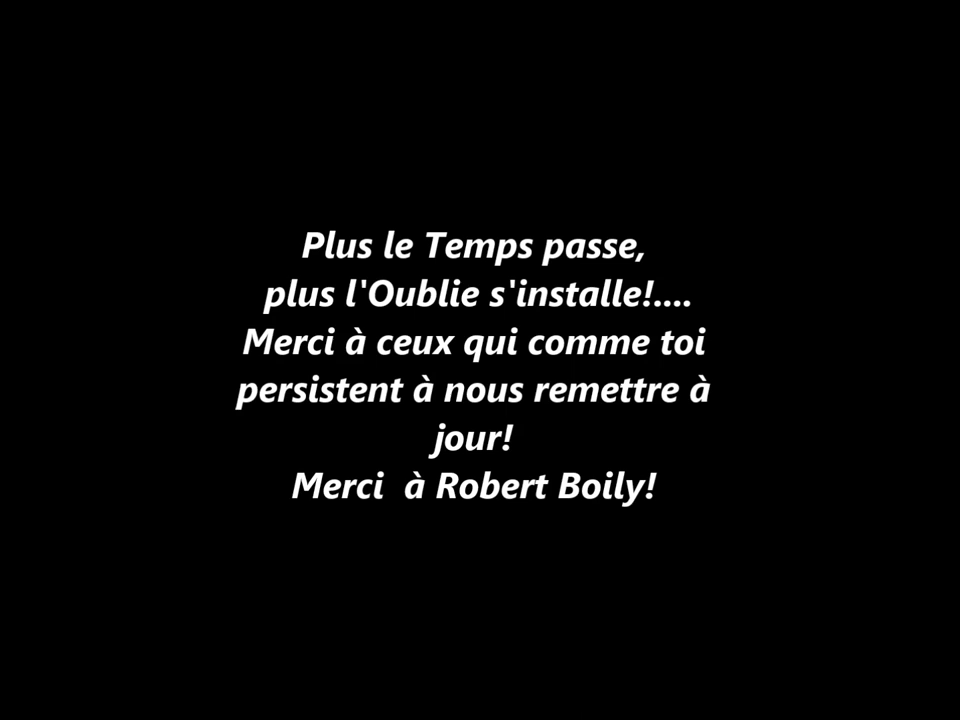 Plus le Temps passe,
plus l'Oublie s'installe!....
Merci à ceux qui comme toi
persistent à nous remettre à
jour!
Merci  à Robert Boily!